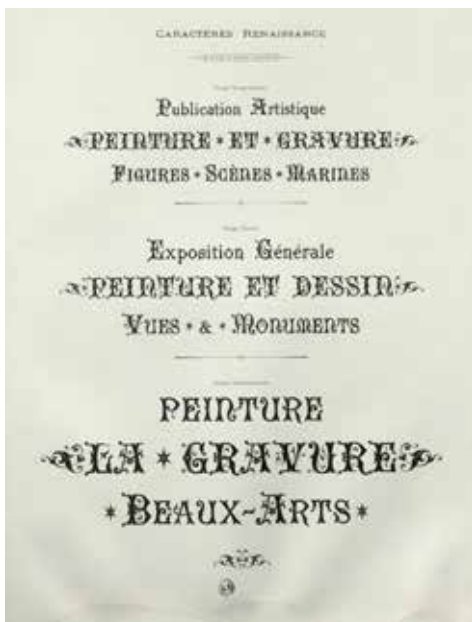 CARACTÈRES RENAISSANCE
Publication Artistique
PEINTURE * ET * GRAVURE
FIGURES * SCÈNES * MARINES
Exposition Générale
PEINTURE ET DESSIN
VUES * & * MONUMENTS
PEINTURE
LA * GRAVURE
* BEAUX-ARTS *